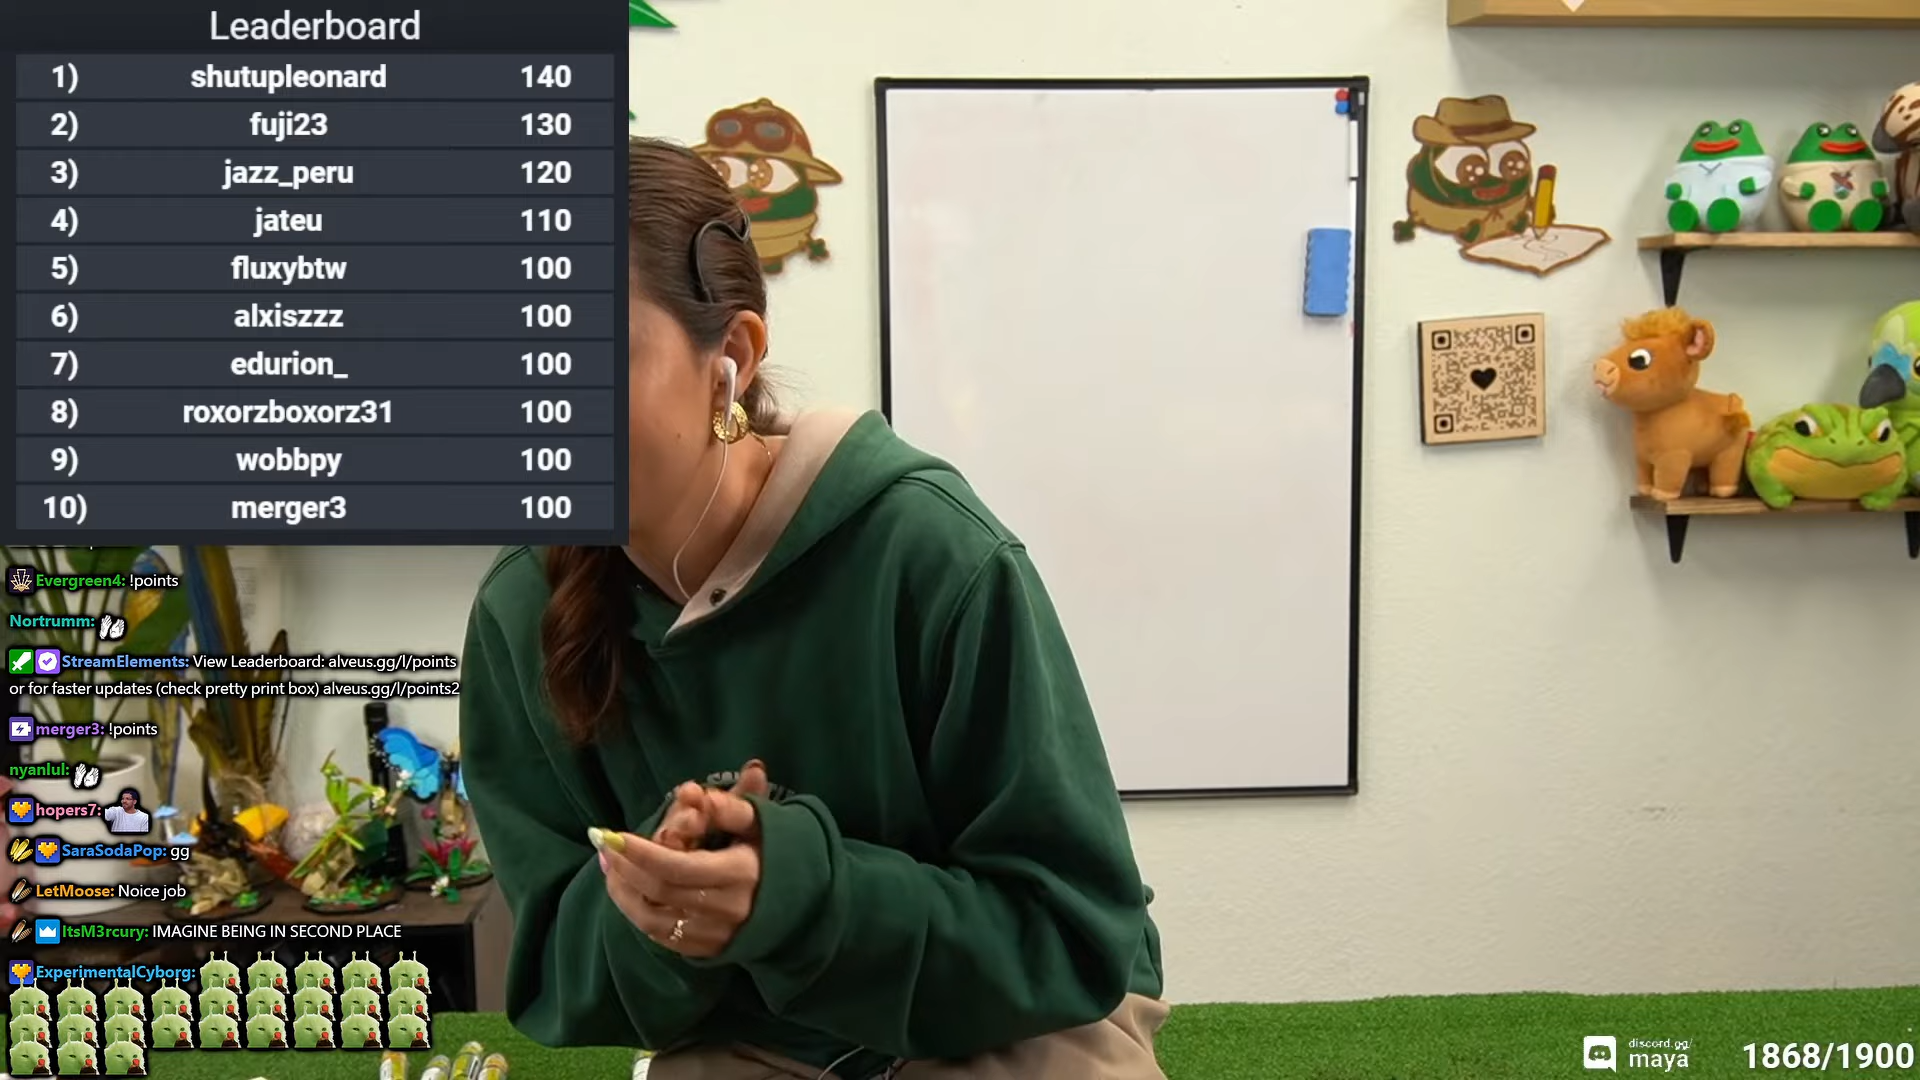 Leaderboard
1) shutupleonard 140
2) fuji23 130
3) jazz_peru 120
4) jateu 110
5) fluxybtw 100
6) alxiszzz 100
7) edurion_ 100
8) roxorzboxorz31 100
9) wobbpy 100
10) merger3 100
Evergreen4: !points
Nortrumm:
StreamElements: View Leaderboard: alveus.gg/l/points
or for faster updates (check pretty print box) alveus.gg/l/points2
merger3: !points
nyanlul:
hopers7:
SaraSodaPop: gg
LetMoose: Noice job
ItsM3rcury: IMAGINE BEING IN SECOND PLACE
ExperimentalCyborg:
discord.gg/
maya
1868/1900